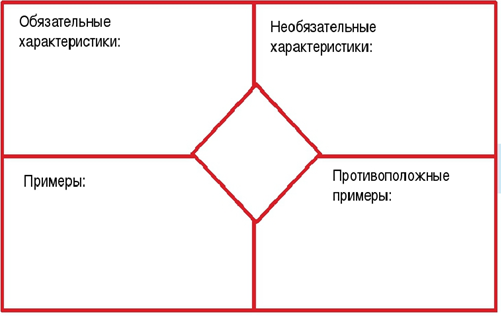 Обязательные
характеристики:
Необязательные
характеристики:
Примеры:
Противоположные
примеры: